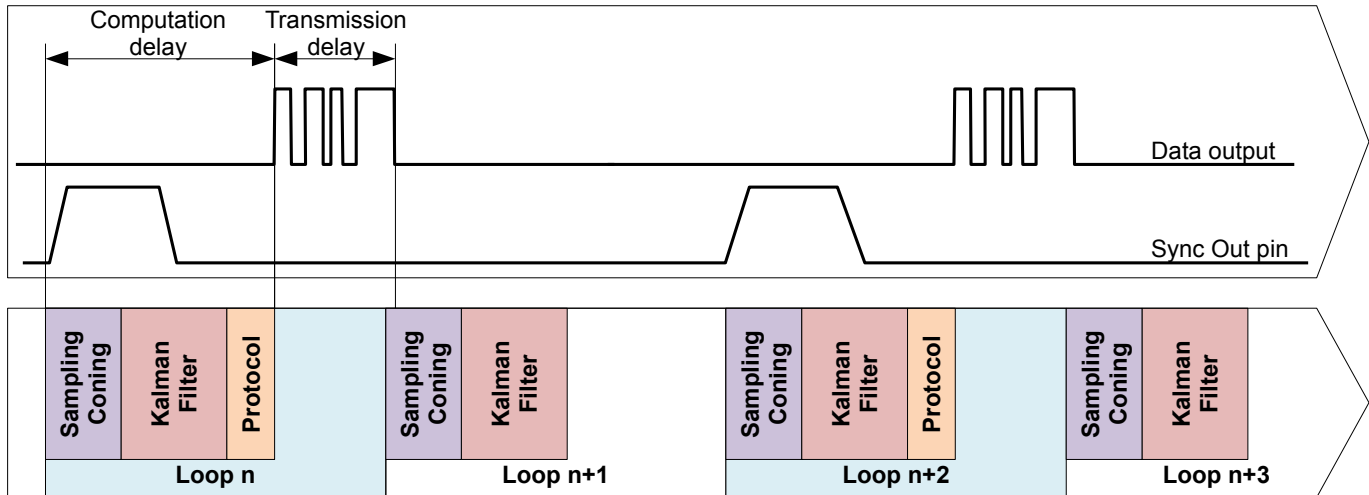 Computation
delay
Transmission
delay
Data output
Sync Out pin
Sampling
Coning
Kalman
Filter
Protocol
Sampling
Coning
Kalman
Filter
Sampling
Coning
Kalman
Filter
Protocol
Sampling
Coning
Kalman
Filter
Loop n
Loop n+1
Loop n+2
Loop n+3